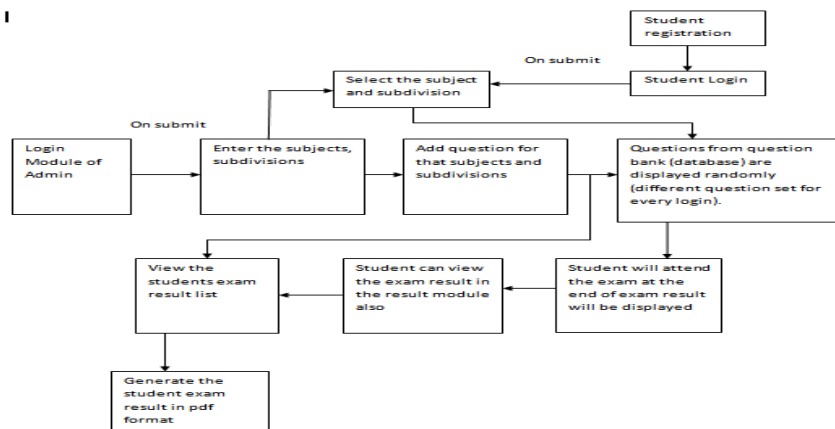 I
Student
registration
On submit
Student Login
Select the subject
and subdivision
On submit
Login
Module of
Admin
Enter the subjects,
subdivisions
Add question for
that subjects and
subdivisions
Questions from question
bank (database) are
displayed randomly
(different question set for
every login).
View the
students exam
result list
Student can view
the exam result in
the result module
also
Student will attend
the exam at the
end of exam result
will be displayed
Generate the
student exam
result in pdf
format